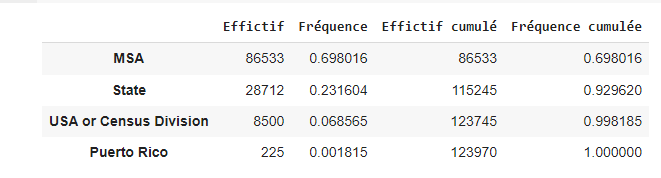 Effictif Fréquence Effictif cumulé Fréquence cumulée
MSA 86533 0.698016 86533 0.698016
State 28712 0.231604 115245 0.929620
USA or Census Division 8500 0.068565 123745 0.998185
Puerto Rico 225 0.001815 123970 1.000000